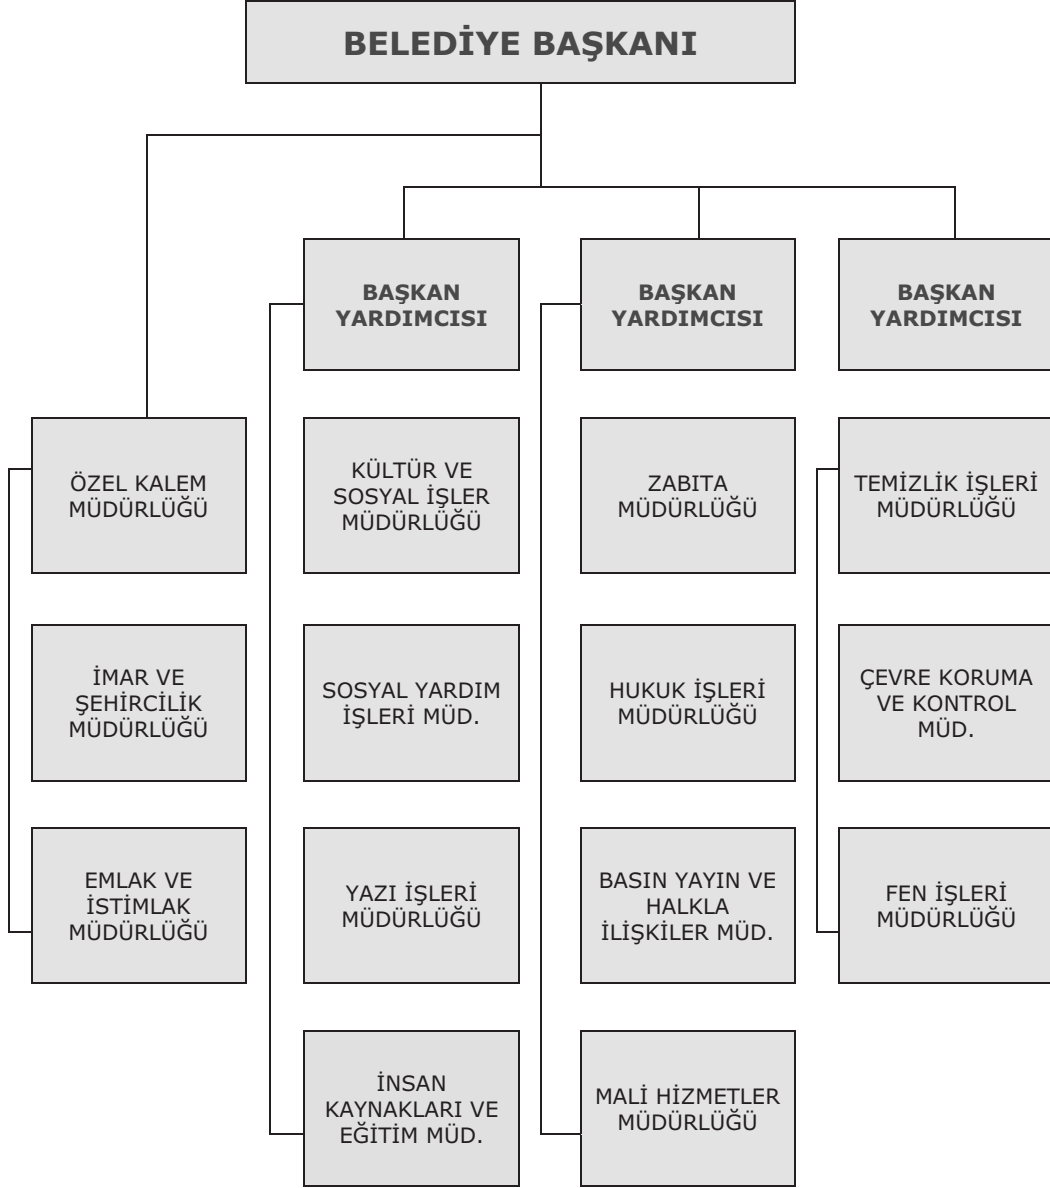 BELEDİYE BAŞKANI
BAŞKAN
YARDIMCISI
BAŞKAN
YARDIMCISI
BAŞKAN
YARDIMCISI
ÖZEL KALEM
MÜDÜRLÜĞÜ
KÜLTÜR VE
SOSYAL İŞLER
MÜDÜRLÜĞÜ
ZABITA
MÜDÜRLÜĞÜ
TEMİZLİK İŞLERİ
MÜDÜRLÜĞÜ
İMAR VE
ŞEHİRCİLİK
MÜDÜRLÜĞÜ
SOSYAL YARDIM
İŞLERİ MÜD.
HUKUK İŞLERİ
MÜDÜRLÜĞÜ
ÇEVRE KORUMA
VE KONTROL
MÜD.
EMLAK VE
İSTİMLAK
MÜDÜRLÜĞÜ
YAZI İŞLERİ
MÜDÜRLÜĞÜ
BASIN YAYIN VE
HALKLA
İLİŞKİLER MÜD.
FEN İŞLERİ
MÜDÜRLÜĞÜ
İNSAN
KAYNAKLARI VE
EĞİTİM MÜD.
MALİ HİZMETLER
MÜDÜRLÜĞÜ